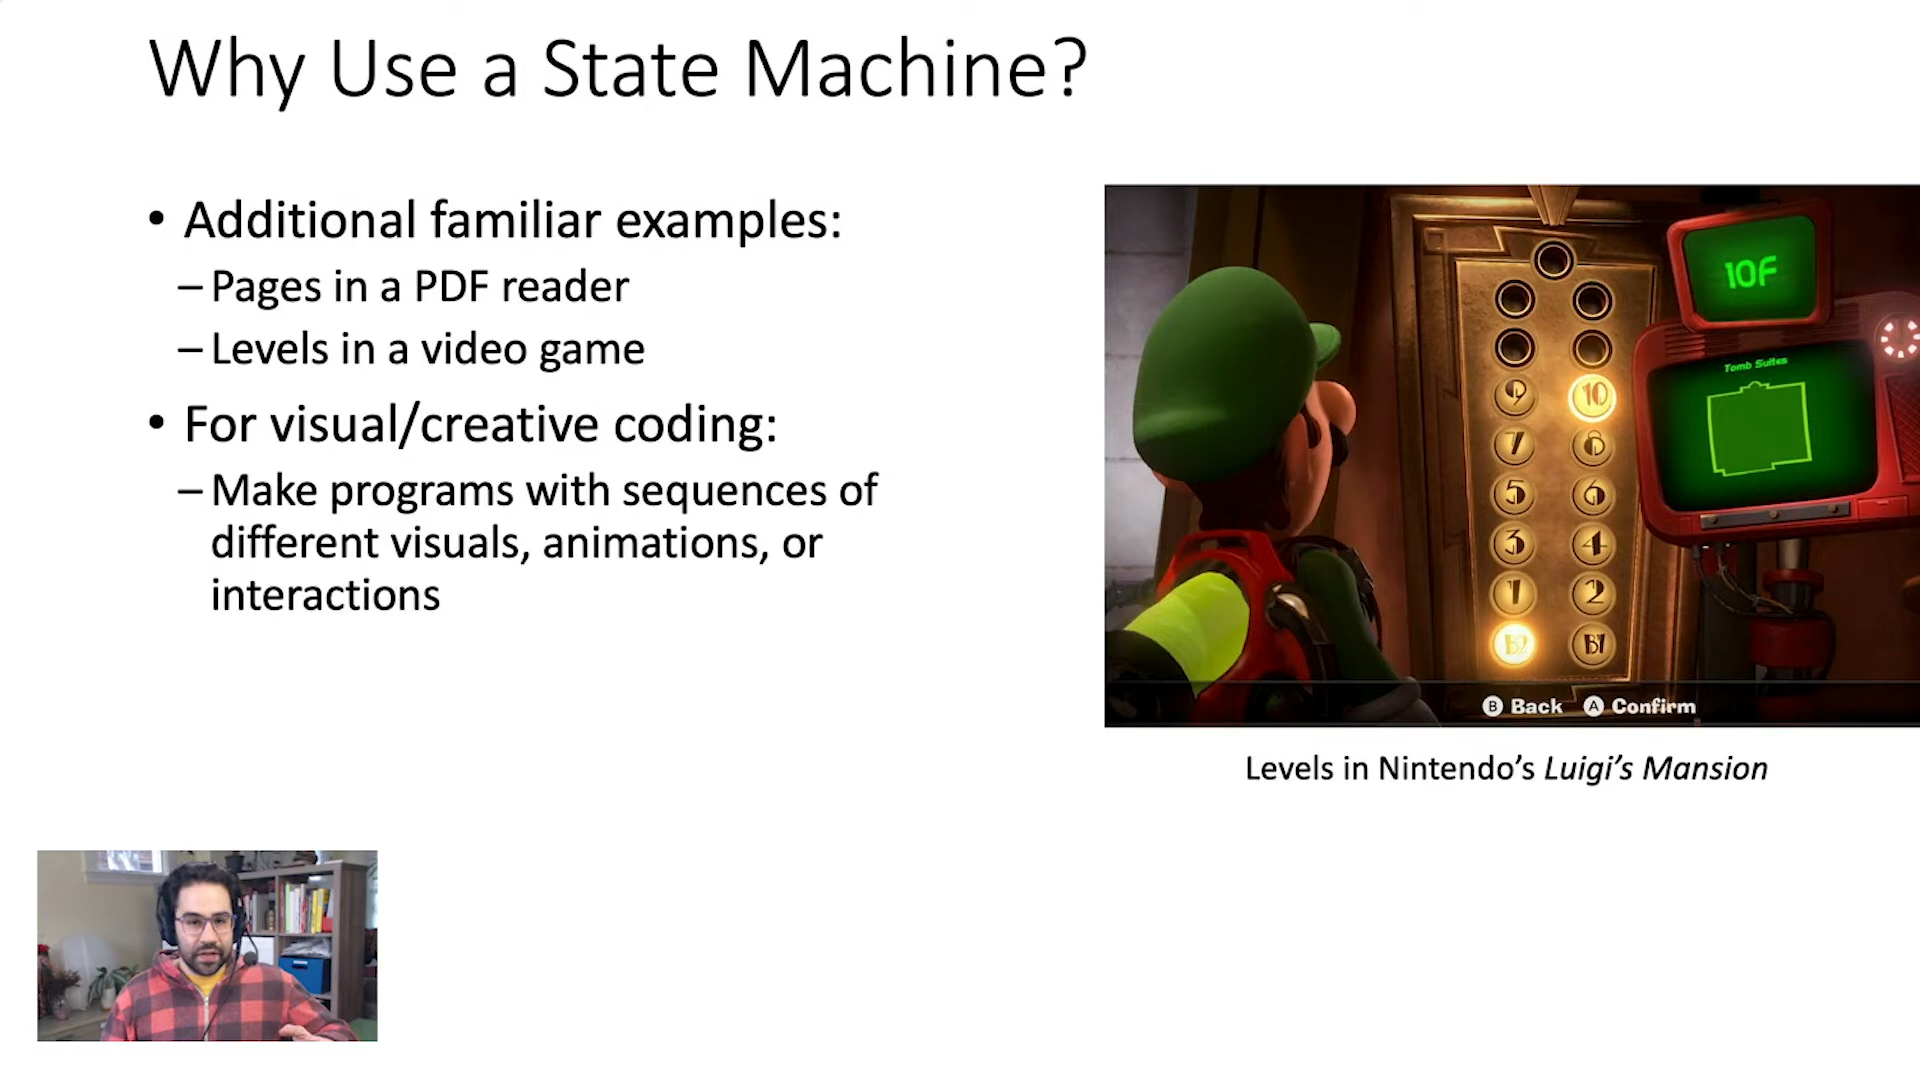 Why Use a State Machine?
• Additional familiar examples:
– Pages in a PDF reader
– Levels in a video game
• For visual/creative coding:
– Make programs with sequences of
different visuals, animations, or
interactions
10F
Tomb Suites
9 10
7 8
5 6
3 4
1 2
B2 B1
B Back A Confirm
Levels in Nintendo’s Luigi’s Mansion